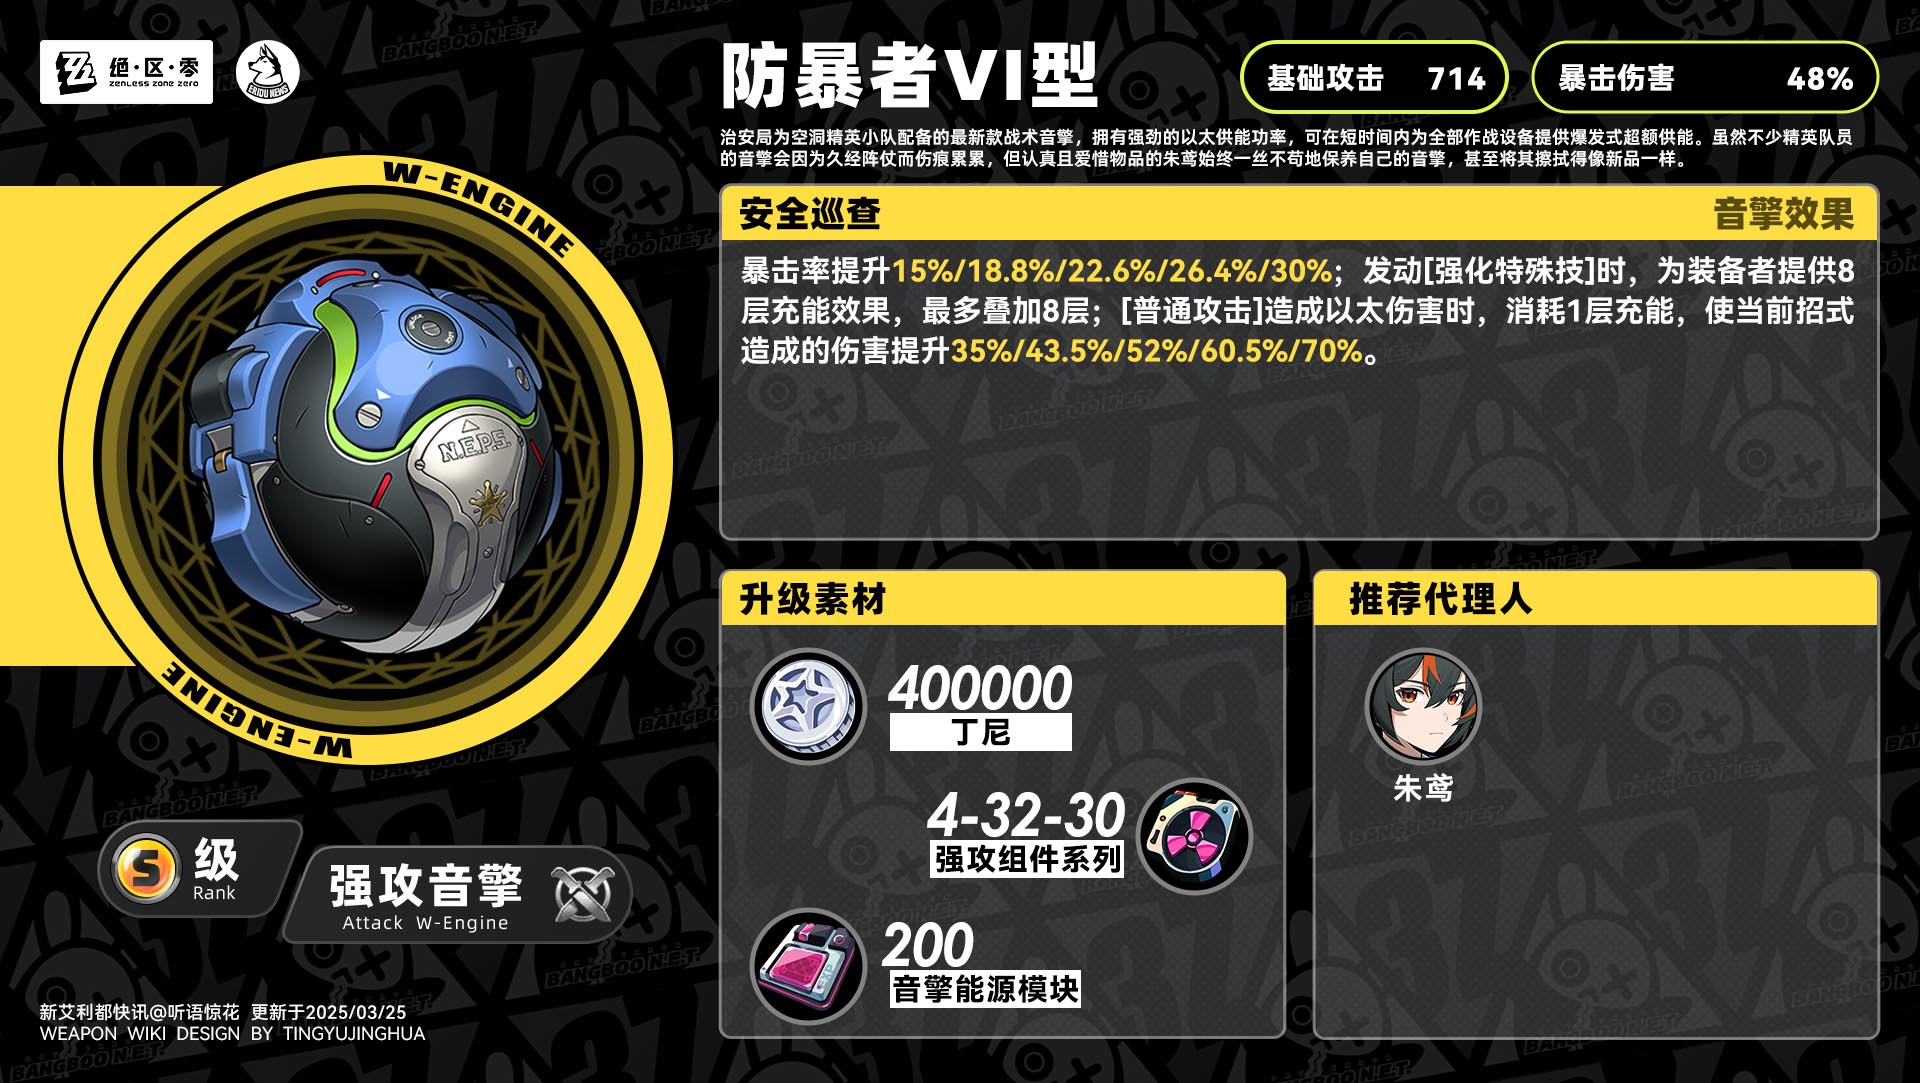 绝·区·零
ZENLESS ZONE ZERO
ERIDU NEWS
防暴者VI型
基础攻击 714
暴击伤害 48%
治安局为空洞精英小队配备的最新款战术音擎，拥有强劲的以太供能功率，可在短时间内为全部作战设备提供爆发式超额供能。虽然不少精英队员
的音擎会因为久经阵仗而伤痕累累，但认真且爱惜物品的朱鸢始终一丝不苟地保养自己的音擎，甚至将其擦拭得像新品一样。
W-ENGINE
N.E.P.S.
W-ENGINE
安全巡查 音擎效果
暴击率提升15%/18.8%/22.6%/26.4%/30%；发动[强化特殊技]时，为装备者提供8
层充能效果，最多叠加8层；[普通攻击]造成以太伤害时，消耗1层充能，使当前招式
造成的伤害提升35%/43.5%/52%/60.5%/70%。
升级素材
400000
丁尼
4-32-30
强攻组件系列
200
音擎能源模块
推荐代理人
朱鸢
S 级
Rank
强攻音擎
Attack W-Engine
新艾利都快讯@听语惊花 更新于2025/03/25
WEAPON WIKI DESIGN BY TINGYUJINGHUA
BANGBOO N.E.T.